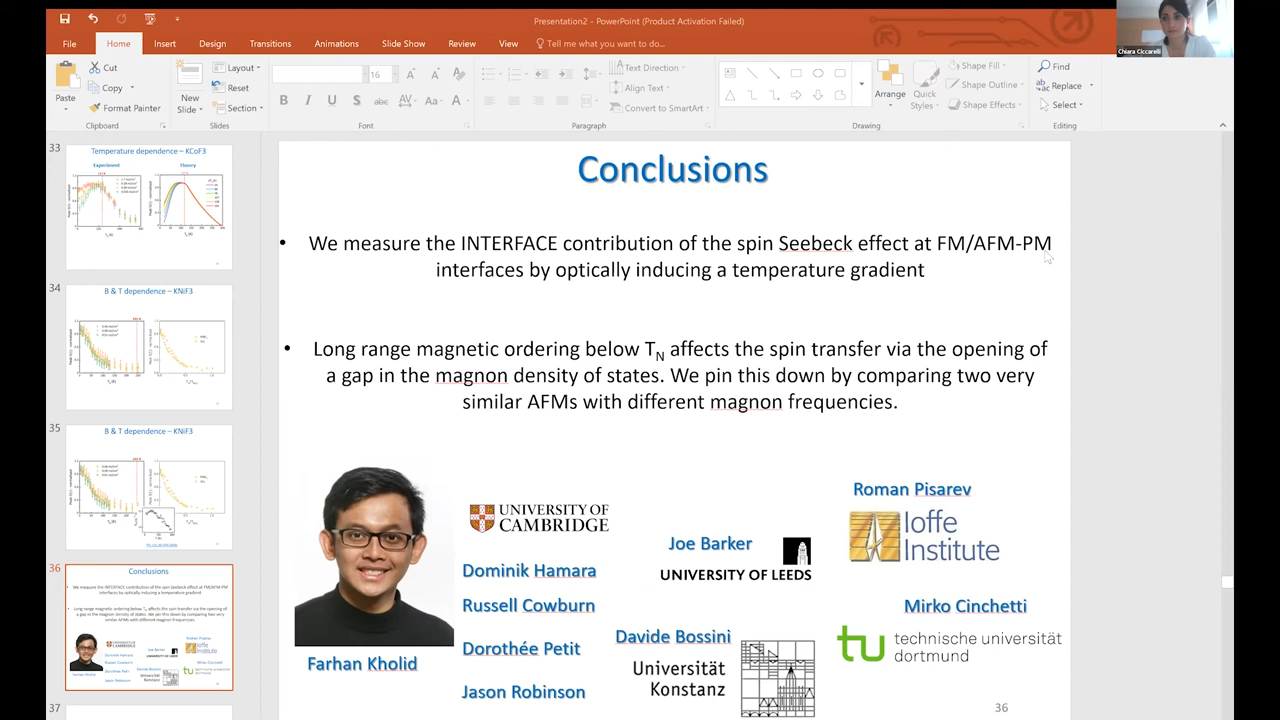 Presentation2 - PowerPoint (Product Activation Failed)
Chiara Ciccarelli
File Home Insert Design Transitions Animations Slide Show Review View Tell me what you want to do...
Paste
Cut
Copy
Format Painter
Clipboard
New Slide
Layout
Reset
Section
Slides
16
Font
Text Direction
Align Text
Convert to SmartArt
Paragraph
Arrange
Quick Styles
Shape Fill
Shape Outline
Shape Effects
Drawing
Find
Replace
Select
Editing
33
Temperature dependence – KCoF3
Experiment Theory
34
B & T dependence – KNiF3
35
B & T dependence – KNiF3
36
Conclusions
37
Conclusions
• We measure the INTERFACE contribution of the spin Seebeck effect at FM/AFM-PM
interfaces by optically inducing a temperature gradient
• Long range magnetic ordering below TN affects the spin transfer via the opening of
a gap in the magnon density of states. We pin this down by comparing two very
similar AFMs with different magnon frequencies.
Farhan Kholid
UNIVERSITY OF
CAMBRIDGE
Dominik Hamara
Russell Cowburn
Dorothée Petit
Jason Robinson
Joe Barker
UNIVERSITY OF LEEDS
Davide Bossini
Universität
Konstanz
Roman Pisarev
Ioffe
Institute
Mirko Cinchetti
tu technische universität
dortmund
36